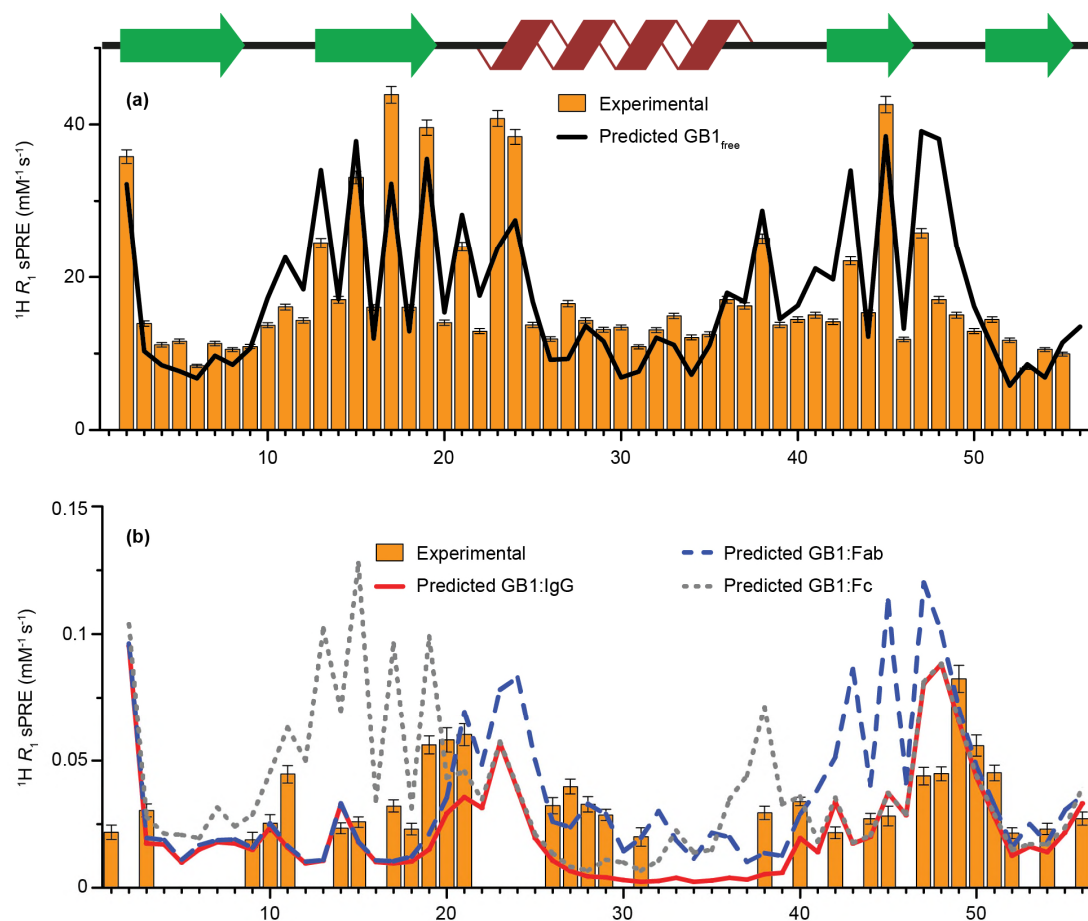 (a)
Experimental
Predicted GB1free
¹H R₁ sPRE (mM⁻¹ s⁻¹)
40
20
0
10 20 30 40 50
(b)
Experimental
Predicted GB1:Fab
Predicted GB1:IgG
Predicted GB1:Fc
¹H R₁ sPRE (mM⁻¹ s⁻¹)
0.15
0.1
0.05
0
10 20 30 40 50